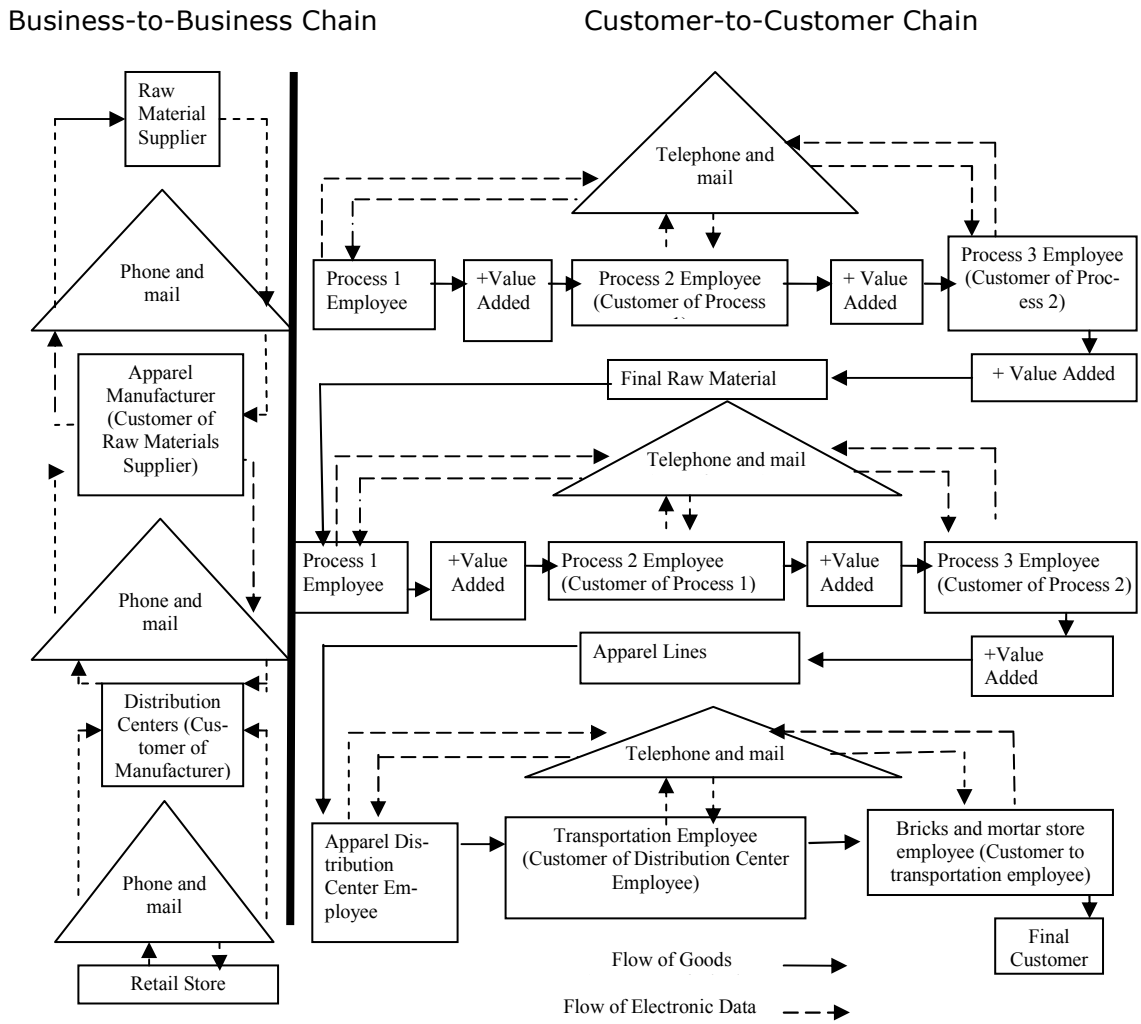 Business-to-Business Chain
Customer-to-Customer Chain
Raw
Material
Supplier
Phone and
mail
Apparel
Manufacturer
(Customer of
Raw Materials
Supplier)
Phone and
mail
Distribution
Centers (Cus-
tomer of
Manufacturer)
Phone and
mail
Retail Store
Telephone and
mail
Process 1
Employee
+Value
Added
Process 2 Employee
(Customer of Process
+ Value
Added
Process 3 Employee
(Customer of Proc-
ess 2)
+ Value Added
Final Raw Material
Telephone and mail
Process 1
Employee
+Value
Added
Process 2 Employee
(Customer of Process 1)
+Value
Added
Process 3 Employee
(Customer of Process 2)
+Value
Added
Apparel Lines
Telephone and mail
Apparel Dis-
tribution
Center Em-
ployee
Transportation Employee
(Customer of Distribution Center
Employee)
Bricks and mortar store
employee (Customer to
transportation employee)
Final
Customer
Flow of Goods
Flow of Electronic Data